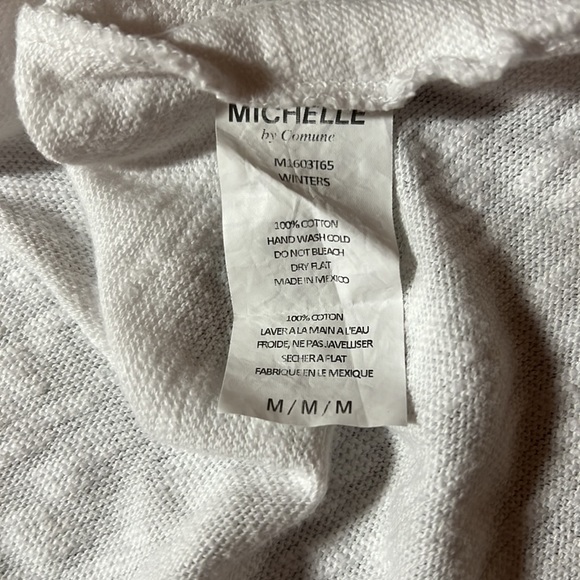 MICHELLE
by Comune
M1603T65
WINTERS
100% COTTON
HAND WASH COLD
DO NOT BLEACH
DRY FLAT
MADE IN MEXICO
100% COTON
LAVER A LA MAIN A L'EAU
FROIDE, NE PAS JAVELLISER
SECHER A FLAT
FABRIQUE EN LE MEXIQUE
M / M / M